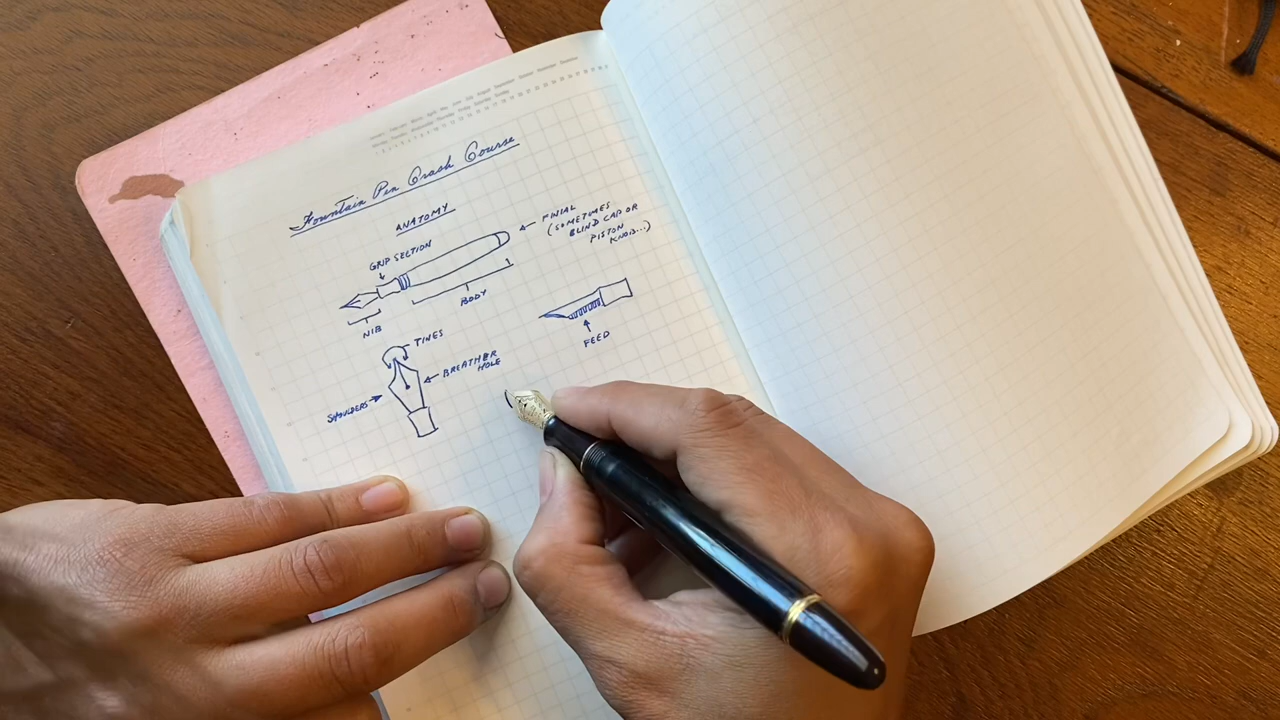 Fountain Pen Crash Course
ANATOMY
GRIP SECTION
FINIAL
(SOMETIMES
BLIND CAP OR
PISTON
KNOB...)
BODY
NIB
FEED
TINES
BREATHER
HOLE
SHOULDERS